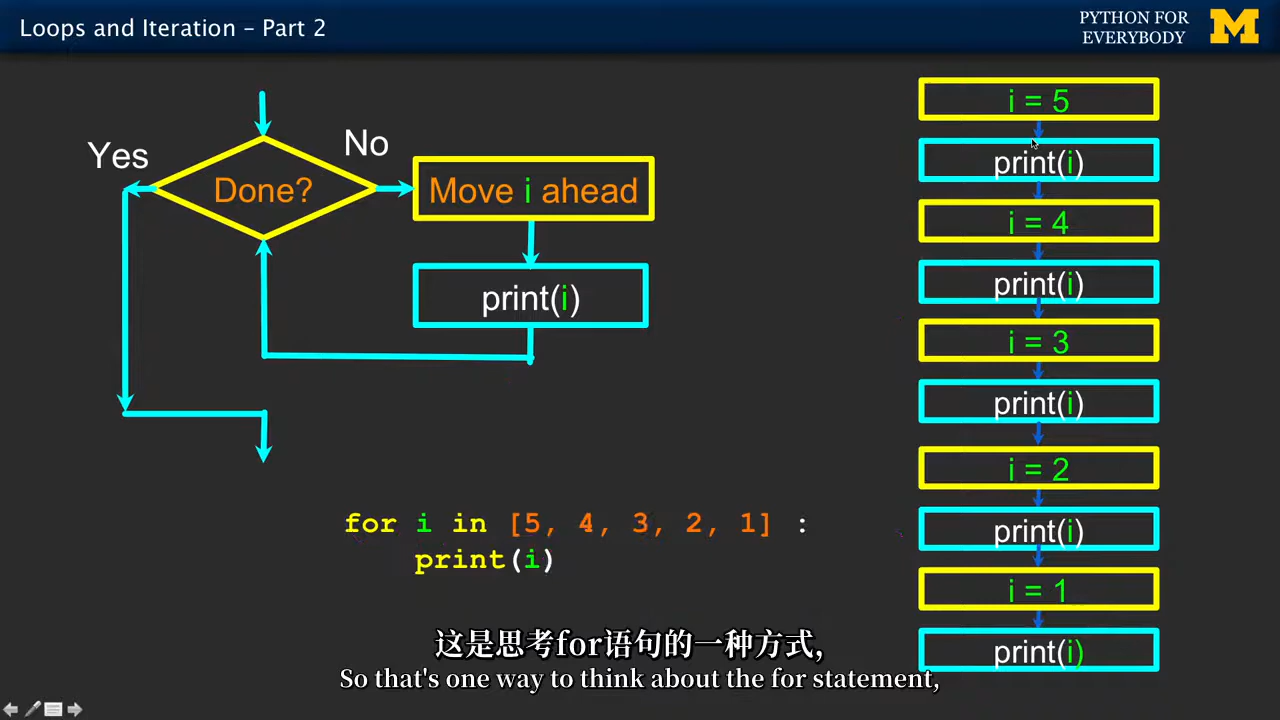 Loops and Iteration – Part 2
PYTHON FOR
EVERYBODY
M
Yes
No
Done?
Move i ahead
print(i)
for i in [5, 4, 3, 2, 1] :
print(i)
i = 5
print(i)
i = 4
print(i)
i = 3
print(i)
i = 2
print(i)
i = 1
print(i)
这是思考for语句的一种方式,
So that's one way to think about the for statement,